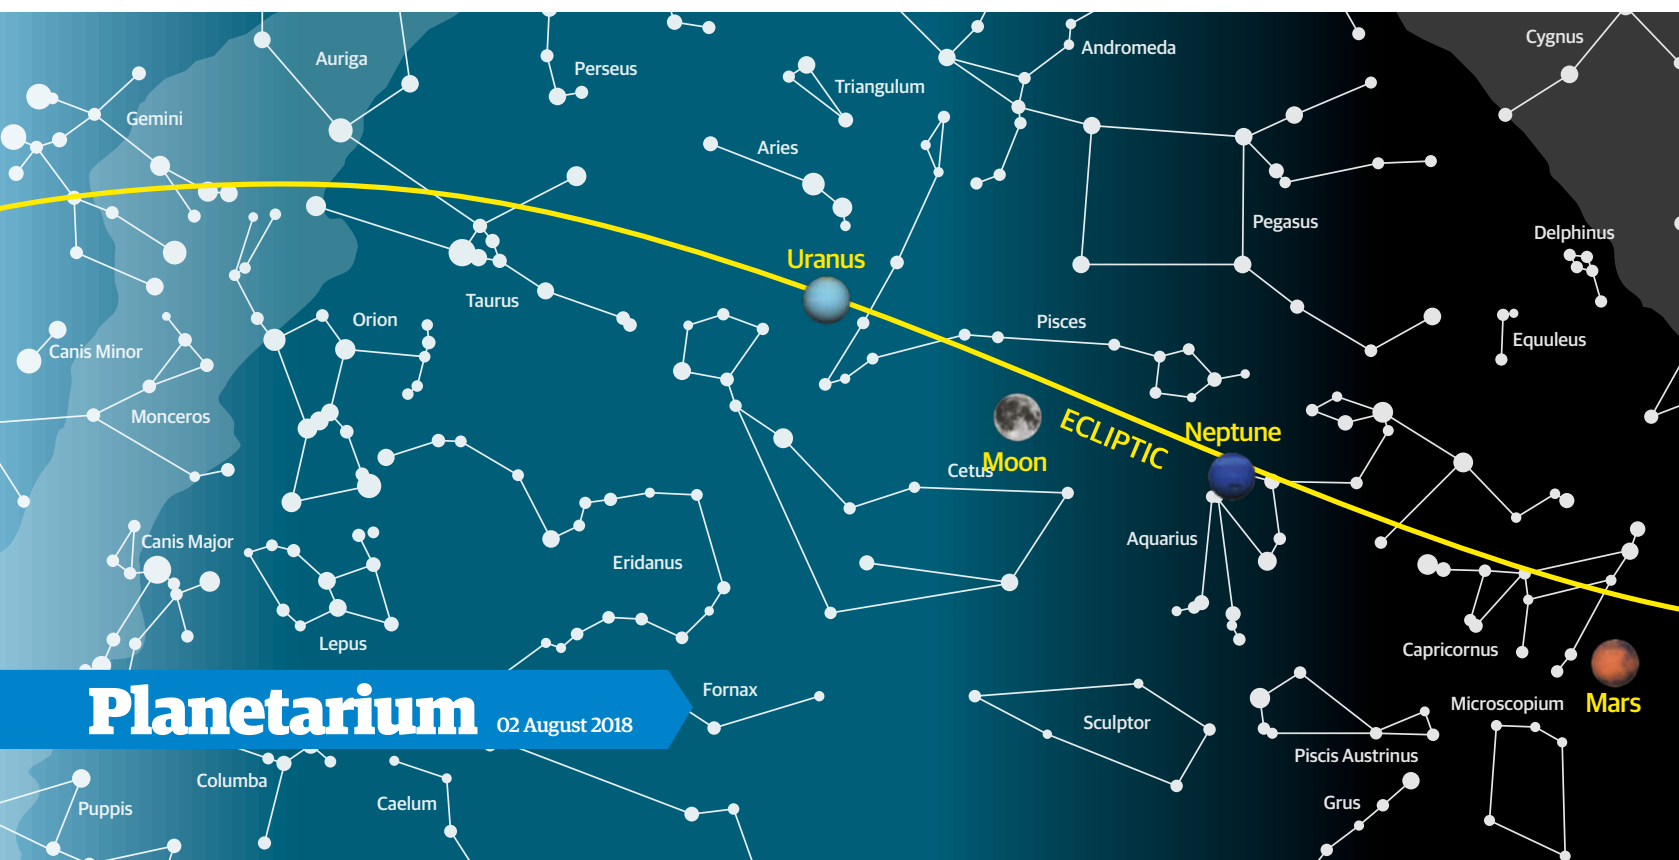 Cygnus
Andromeda
Auriga
Perseus
Triangulum
Gemini
Aries
Pegasus
Delphinus
Uranus
Taurus
Orion
Pisces
Equuleus
Canis Minor
Monceros
ECLIPTIC
Neptune
Moon
Cetus
Canis Major
Aquarius
Eridanus
Lepus
Capricornus
Fornax
Microscopium
Mars
Planetarium
02 August 2018
Sculptor
Piscis Austrinus
Columba
Caelum
Grus
Puppis